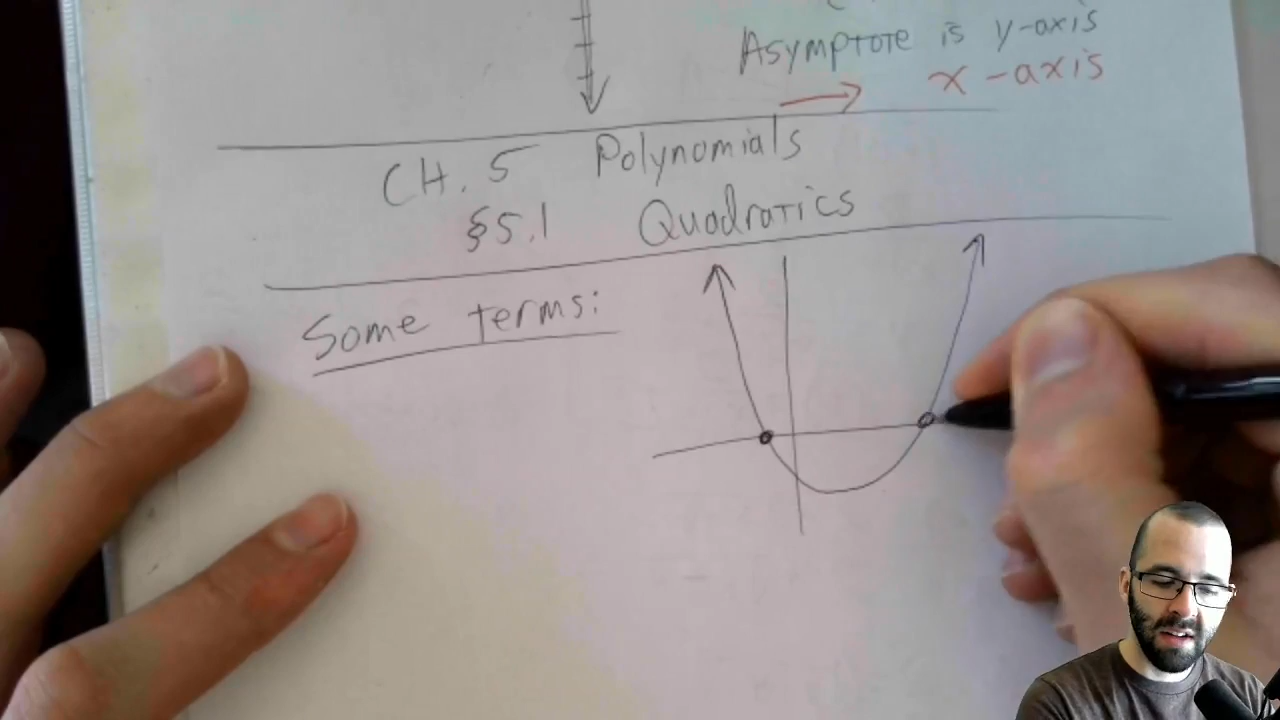 Asymptote is y-axis
x-axis
CH. 5 Polynomials
§5.1 Quadratics
Some terms: